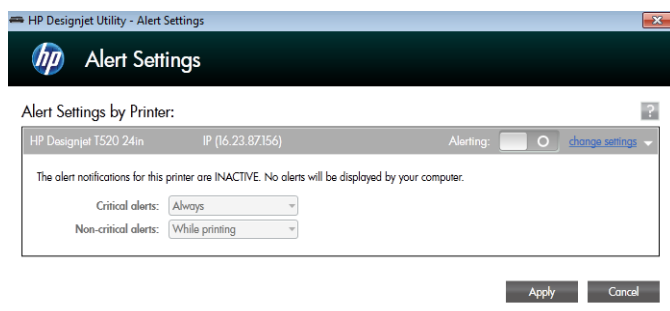 HP Designjet Utility - Alert Settings
hp Alert Settings
Alert Settings by Printer: ?
HP Designjet T520 24in IP (16.23.87.156) Alerting: O change settings
The alert notifications for this printer are INACTIVE. No alerts will be displayed by your computer.
Critical alerts: Always
Non-critical alerts: While printing
Apply Cancel